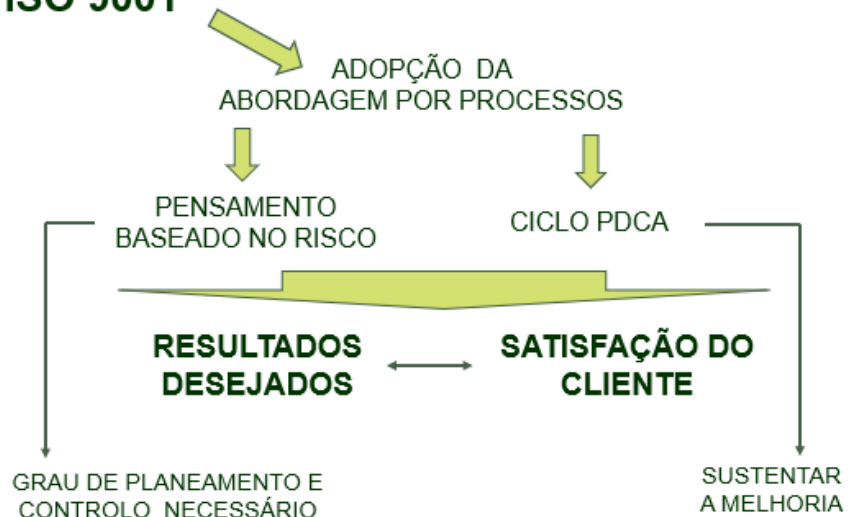 ISO 9001
ADOPÇÃO DA
ABORDAGEM POR PROCESSOS
PENSAMENTO
BASEADO NO RISCO
CICLO PDCA
RESULTADOS
DESEJADOS
SATISFAÇÃO DO
CLIENTE
GRAU DE PLANEAMENTO E
CONTROLO NECESSÁRIO
SUSTENTAR
A MELHORIA